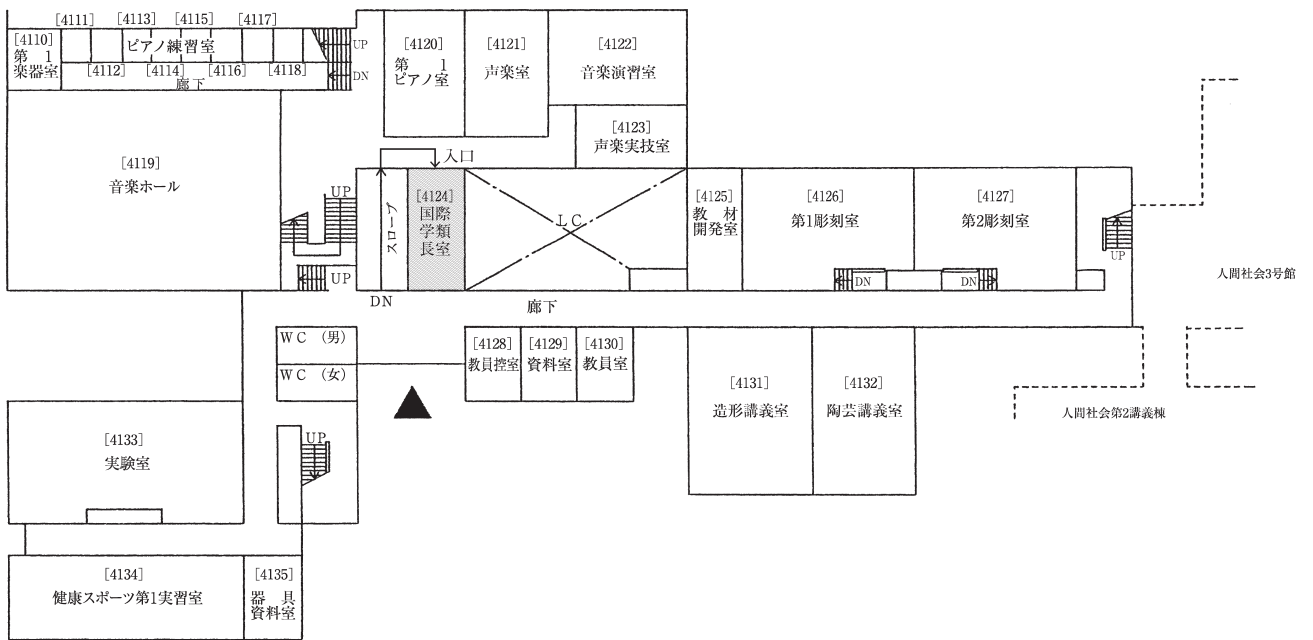 [4111]
[4113]
[4115]
[4117]
[4110]
第 1
楽器室
ピアノ練習室
[4112]
[4114]
[4116]
[4118]
廊下
UP
DN
[4120]
第 1
ピアノ室
[4121]
声楽室
[4122]
音楽演習室
[4123]
声楽実技室
[4119]
音楽ホール
入口
UP
UP
スロープ
DN
[4124]
国際
学類
長室
LC
[4125]
教 材
開発室
[4126]
第1彫刻室
[4127]
第2彫刻室
DN
DN
UP
人間社会3号館
廊下
WC (男)
WC (女)
[4128]
教員控室
[4129]
資料室
[4130]
教員室
[4131]
造形講義室
[4132]
陶芸講義室
人間社会第2講義棟
[4133]
実験室
UP
[4134]
健康スポーツ第1実習室
[4135]
器 具
資料室